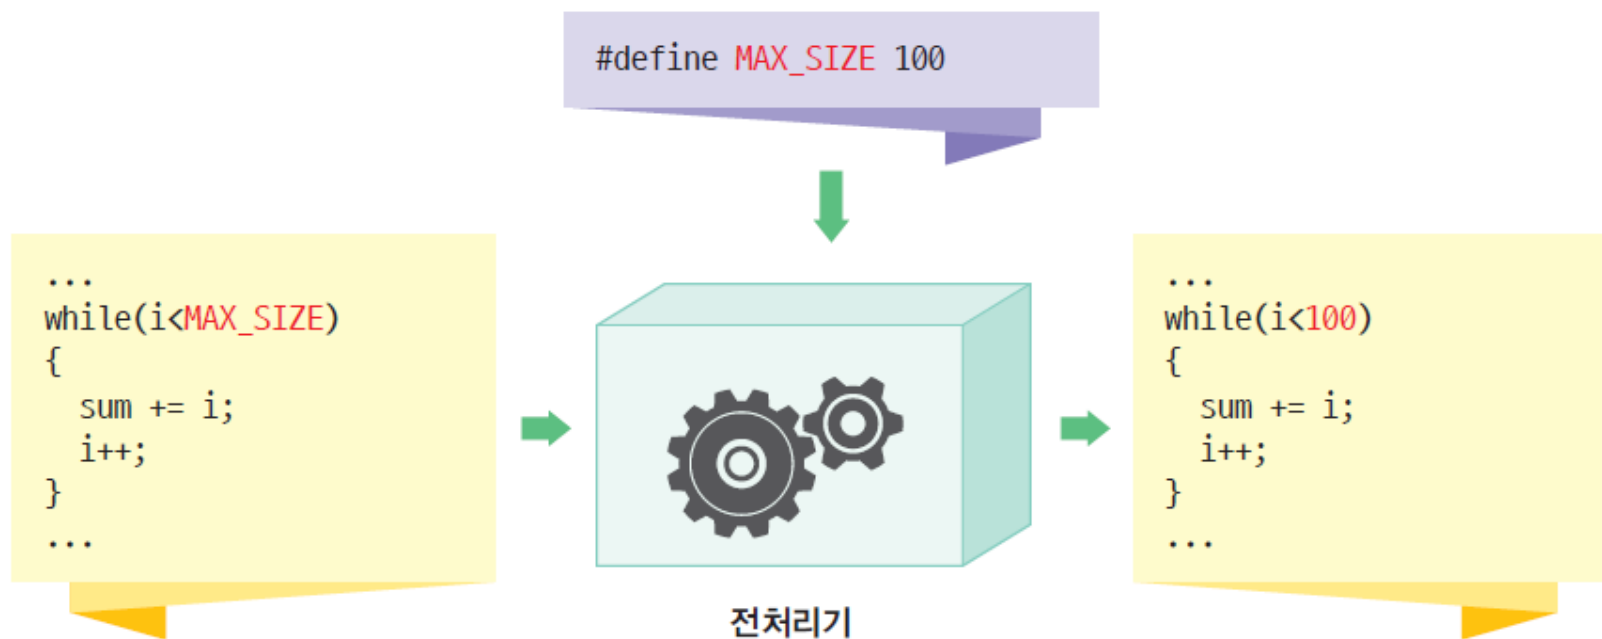 #define MAX_SIZE 100
...
while(i<MAX_SIZE)
{
  sum += i;
  i++;
}
...
전처리기
...
while(i<100)
{
  sum += i;
  i++;
}
...